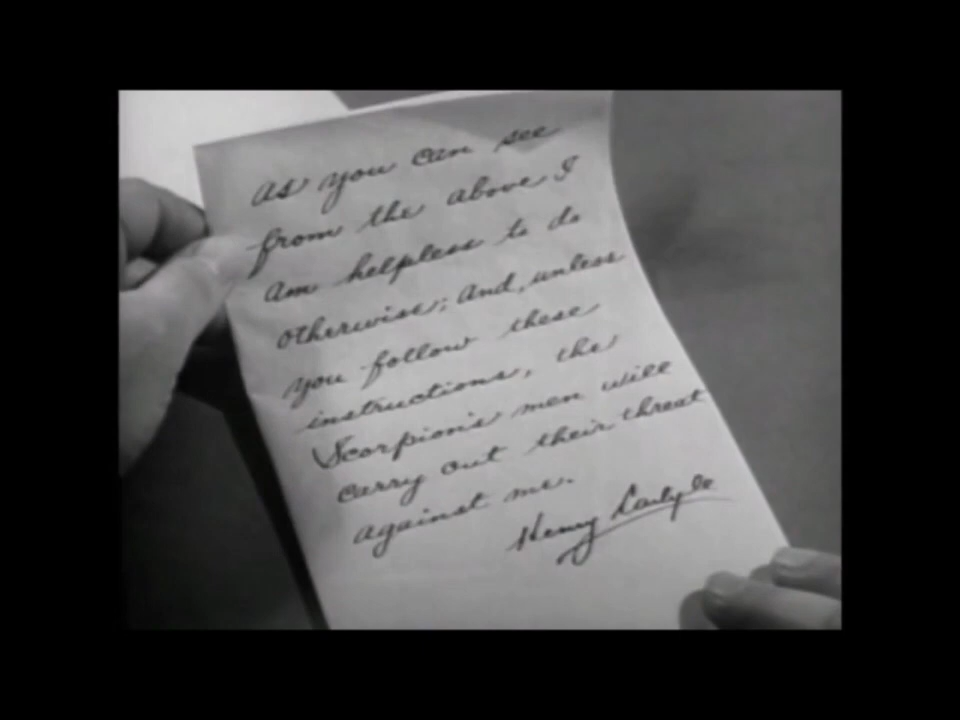 As you can see
from the above I
am helpless to do
otherwise; and, unless
you follow these
instructions, the
Scorpion's men will
carry out their threat
against me.
Henry Carlyle